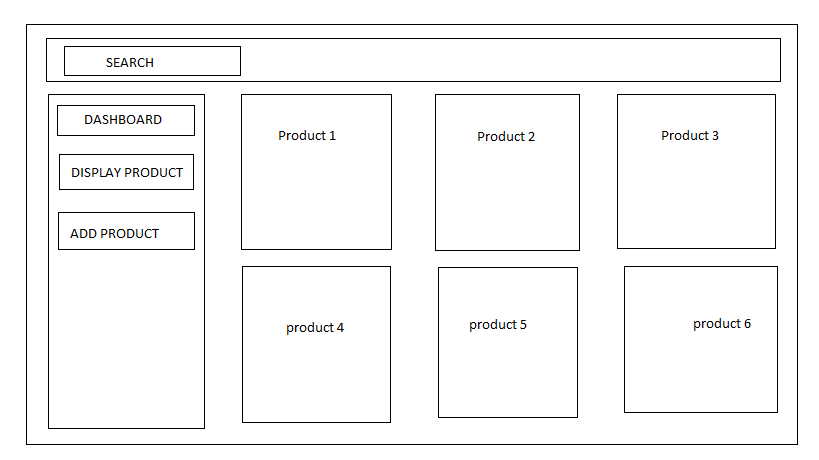 SEARCH
DASHBOARD
DISPLAY PRODUCT
ADD PRODUCT
Product 1
Product 2
Product 3
product 4
product 5
product 6